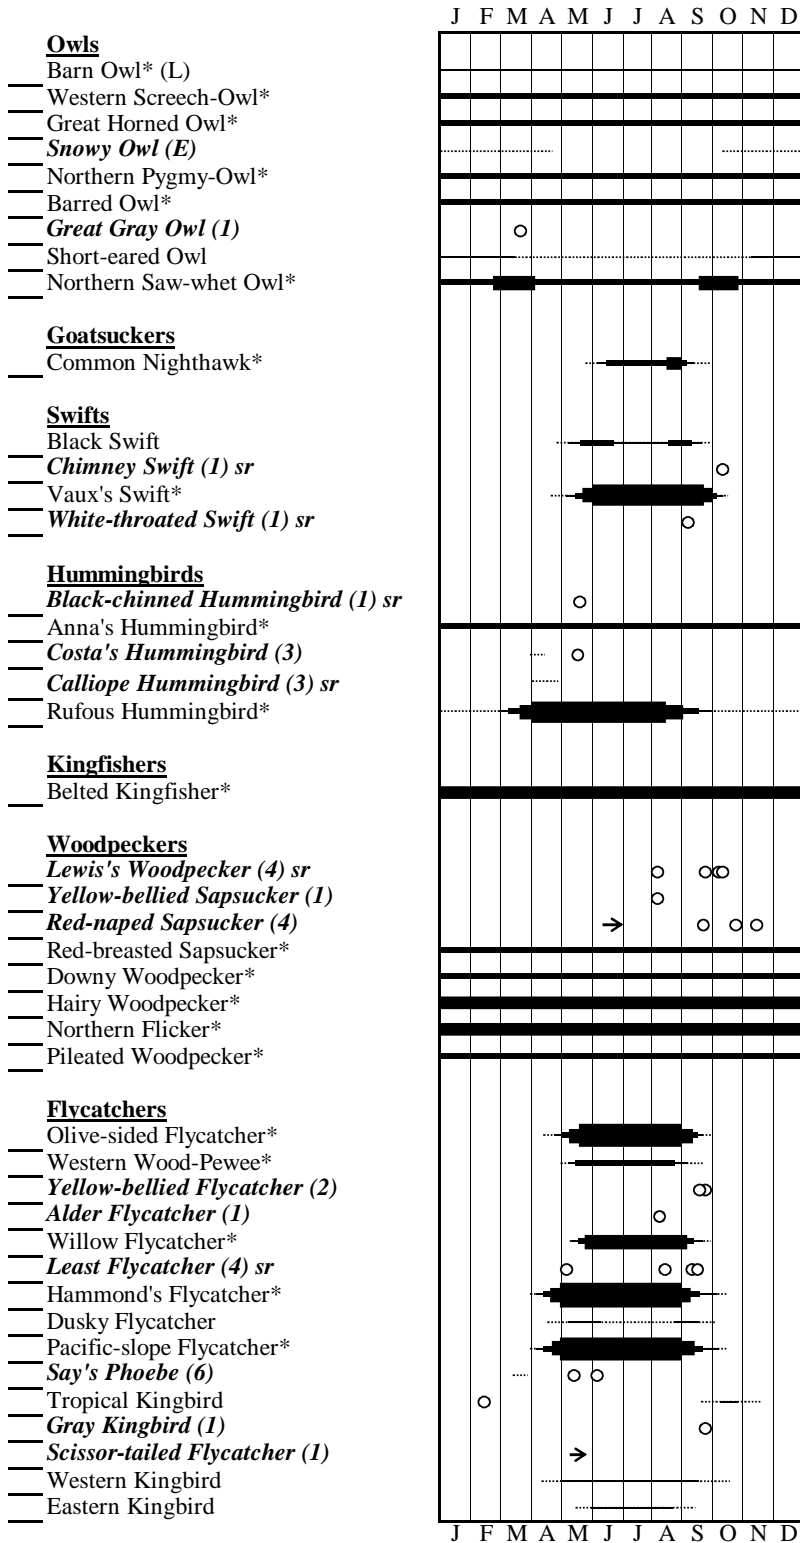 J F M A M J J A S O N D
Owls
Barn Owl* (L)
Western Screech-Owl*
Great Horned Owl*
Snowy Owl (E)
Northern Pygmy-Owl*
Barred Owl*
Great Gray Owl (1)
Short-eared Owl
Northern Saw-whet Owl*
Goatsuckers
Common Nighthawk*
Swifts
Black Swift
Chimney Swift (1) sr
Vaux's Swift*
White-throated Swift (1) sr
Hummingbirds
Black-chinned Hummingbird (1) sr
Anna's Hummingbird*
Costa's Hummingbird (3)
Calliope Hummingbird (3) sr
Rufous Hummingbird*
Kingfishers
Belted Kingfisher*
Woodpeckers
Lewis's Woodpecker (4) sr
Yellow-bellied Sapsucker (1)
Red-naped Sapsucker (4)
Red-breasted Sapsucker*
Downy Woodpecker*
Hairy Woodpecker*
Northern Flicker*
Pileated Woodpecker*
Flycatchers
Olive-sided Flycatcher*
Western Wood-Pewee*
Yellow-bellied Flycatcher (2)
Alder Flycatcher (1)
Willow Flycatcher*
Least Flycatcher (4) sr
Hammond's Flycatcher*
Dusky Flycatcher
Pacific-slope Flycatcher*
Say's Phoebe (6)
Tropical Kingbird
Gray Kingbird (1)
Scissor-tailed Flycatcher (1)
Western Kingbird
Eastern Kingbird
J F M A M J J A S O N D